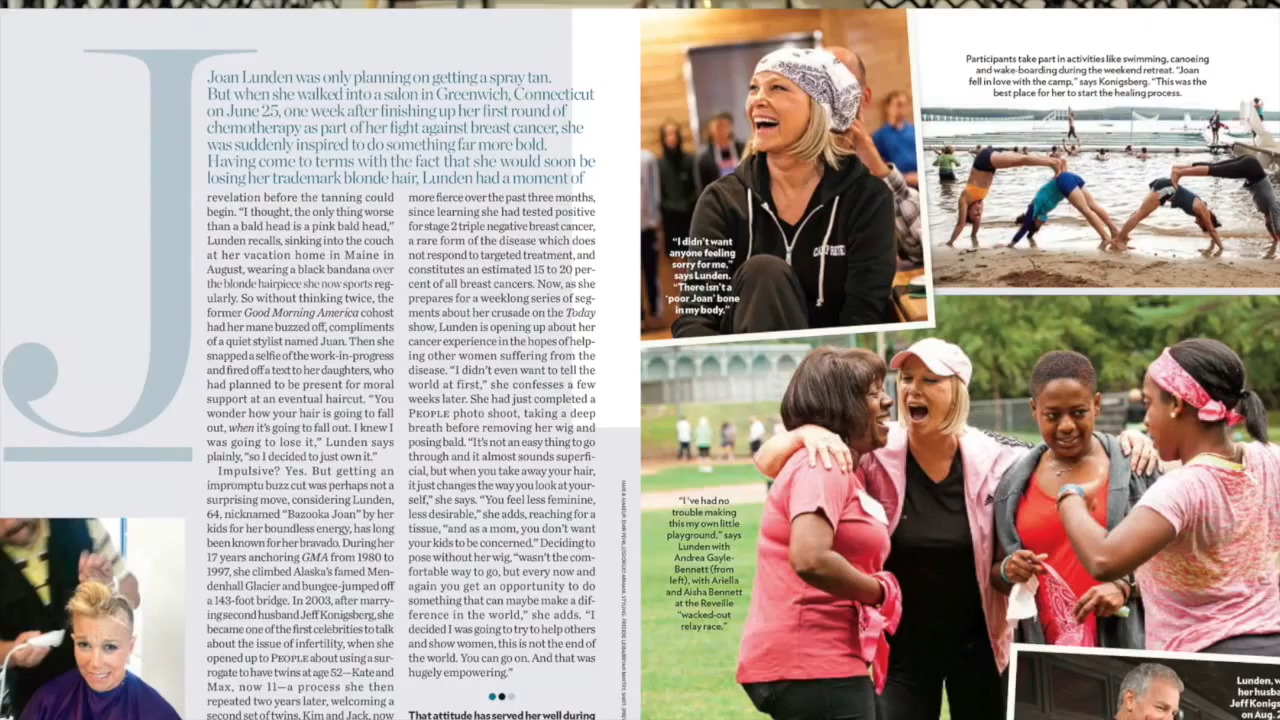 J
Joan Lunden was only planning on getting a spray tan.
But when she walked into a salon in Greenwich, Connecticut
on June 25, one week after finishing up her first round of
chemotherapy as part of her fight against breast cancer, she
was suddenly inspired to do something far more bold.
Having come to terms with the fact that she would soon be
losing her trademark blonde hair, Lunden had a moment of
revelation before the tanning could
begin. “I thought, the only thing worse
than a bald head is a pink bald head,”
Lunden recalls, sinking into the couch
at her vacation home in Maine in
August, wearing a black bandana over
the blonde hairpiece she now sports reg-
ularly. So without thinking twice, the
former Good Morning America cohost
had her mane buzzed off, compliments
of a quiet stylist named Juan. Then she
snapped a selfie of the work-in-progress
and fired off a text to her daughters, who
had planned to be present for moral
support at an eventual haircut. “You
wonder how your hair is going to fall
out, when it’s going to fall out. I knew I
was going to lose it,” Lunden says
plainly, “so I decided to just own it.”
Impulsive? Yes. But getting an
impromptu buzz cut was perhaps not a
surprising move, considering Lunden,
64, nicknamed “Bazooka Joan” by her
kids for her boundless energy, has long
been known for her bravado. During her
17 years anchoring GMA from 1980 to
1997, she climbed Alaska’s famed Men-
denhall Glacier and bungee-jumped off
a 143-foot bridge. In 2003, after marry-
ing second husband Jeff Konigsberg, she
became one of the first celebrities to talk
about the issue of infertility, when she
opened up to PEOPLE about using a sur-
rogate to have twins at age 52—Kate and
Max, now 11—a process she then
repeated two years later, welcoming a
second set of twins, Kim and Jack, now
more fierce over the past three months,
since learning she had tested positive
for stage 2 triple negative breast cancer,
a rare form of the disease which does
not respond to targeted treatment, and
comprises an estimated 15 to 20 per-
cent of all breast cancers. Now, as she
prepares for a weeklong series of seg-
ments about her crusade on the Today
show, Lunden is opening up about her
cancer experience in the hopes of help-
ing other women suffering from the
disease. “I didn’t even want to tell the
world at first,” she confesses a few
weeks later. She had just completed a
PEOPLE photo shoot, taking a deep
breath before removing her wig and
posing bald. “It’s not an easy thing to go
through and it almost sounds superfi-
cial, but when you take away your hair,
it just changes the way you look at your-
self,” she says. “You feel less feminine,
less desirable,” she adds, reaching for a
tissue, “and as a mom, you don’t want
your kids to be concerned.” Deciding to
pose without her wig, “wasn’t the com-
fortable way to go, but every now and
again you get an opportunity to do
something that can maybe make a dif-
ference in the world,” she adds. “I
decided I was going to try to help others
and show women, this is not the end of
the world. You can go on. And that was
hugely empowering.”
That attitude has served her well during
“I didn’t want
anyone feeling
sorry for me,”
says Lunden.
“There isn’t a
‘poor Joan’ bone
in my body.”
Participants take part in activities like swimming, canoeing
and wake-boarding during the weekend retreat. “Joan
fell in love with the camp,” says Konigsberg. “This was the
best place for her to start the healing process.
“I’ve had no
trouble making
this my own little
playground,” says
Lunden with
Andrea Gayle-
Bennett (from
left), with Ariella
and Aisha Bennett
at the Reveille
“wacked-out
relay race.”
Lunden, w
her husba
Jeff Konigs
on Aug. 2